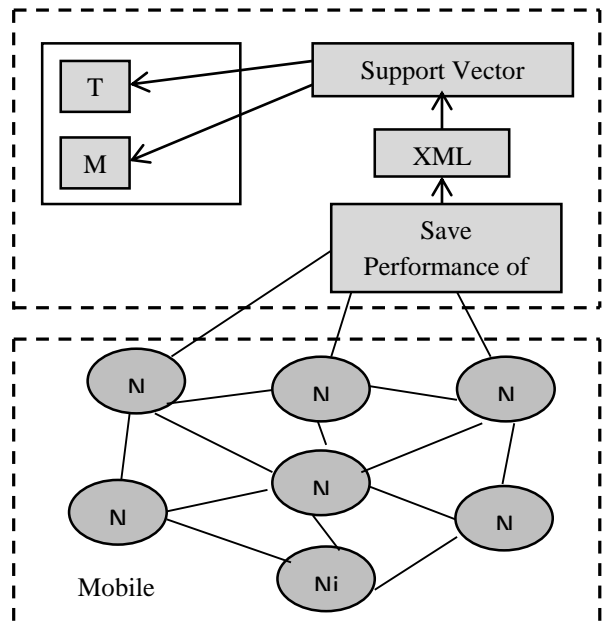 T
Support Vector
M
XML
Save
Performance of
N
N
N
N
N
N
Ni
Mobile